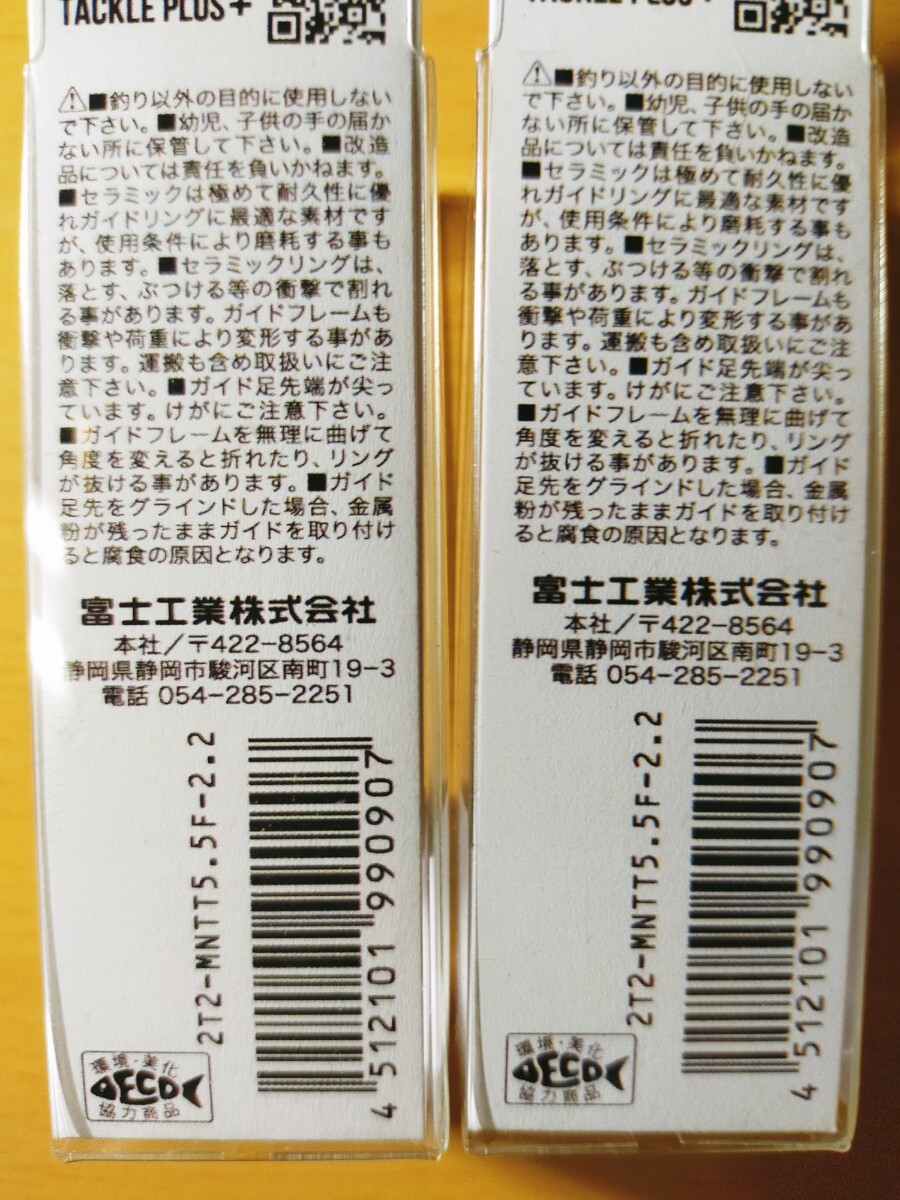 TACKLE PLUS+
⚠■釣り以外の目的に使用しない
で下さい。■幼児、子供の手の届か
ない所に保管して下さい。■改造
品については責任を負いかねます。
■セラミックは極めて耐久性に優
れガイドリングに最適な素材です
が、使用条件により磨耗する事も
あります。■セラミックリングは、
落とす、ぶつける等の衝撃で割れ
る事があります。ガイドフレームも
衝撃や荷重により変形する事があ
ります。運搬も含め取扱いにご注
意下さい。■ガイド足先端が尖っ
ています。けがにご注意下さい。
■ガイドフレームを無理に曲げて
角度を変えると折れたり、リング
が抜ける事があります。■ガイド
足先をグラインドした場合、金属
粉が残ったままガイドを取り付け
ると腐食の原因となります。
富士工業株式会社
本社/〒422-8564
静岡県静岡市駿河区南町19-3
電話 054-285-2251
2T2-MNTT5.5F-2.2
4 512101 990907
環境・美化
DECO
協力商品
TACKLE PLUS+
⚠■釣り以外の目的に使用しない
で下さい。■幼児、子供の手の届か
ない所に保管して下さい。■改造
品については責任を負いかねます。
■セラミックは極めて耐久性に優
れガイドリングに最適な素材です
が、使用条件により磨耗する事も
あります。■セラミックリングは、
落とす、ぶつける等の衝撃で割れ
る事があります。ガイドフレームも
衝撃や荷重により変形する事があ
ります。運搬も含め取扱いにご注
意下さい。■ガイド足先端が尖っ
ています。けがにご注意下さい。
■ガイドフレームを無理に曲げて
角度を変えると折れたり、リング
が抜ける事があります。■ガイド
足先をグラインドした場合、金属
粉が残ったままガイドを取り付け
ると腐食の原因となります。
富士工業株式会社
本社/〒422-8564
静岡県静岡市駿河区南町19-3
電話 054-285-2251
2T2-MNTT5.5F-2.2
4 512101 990907
環境・美化
DECO
協力商品